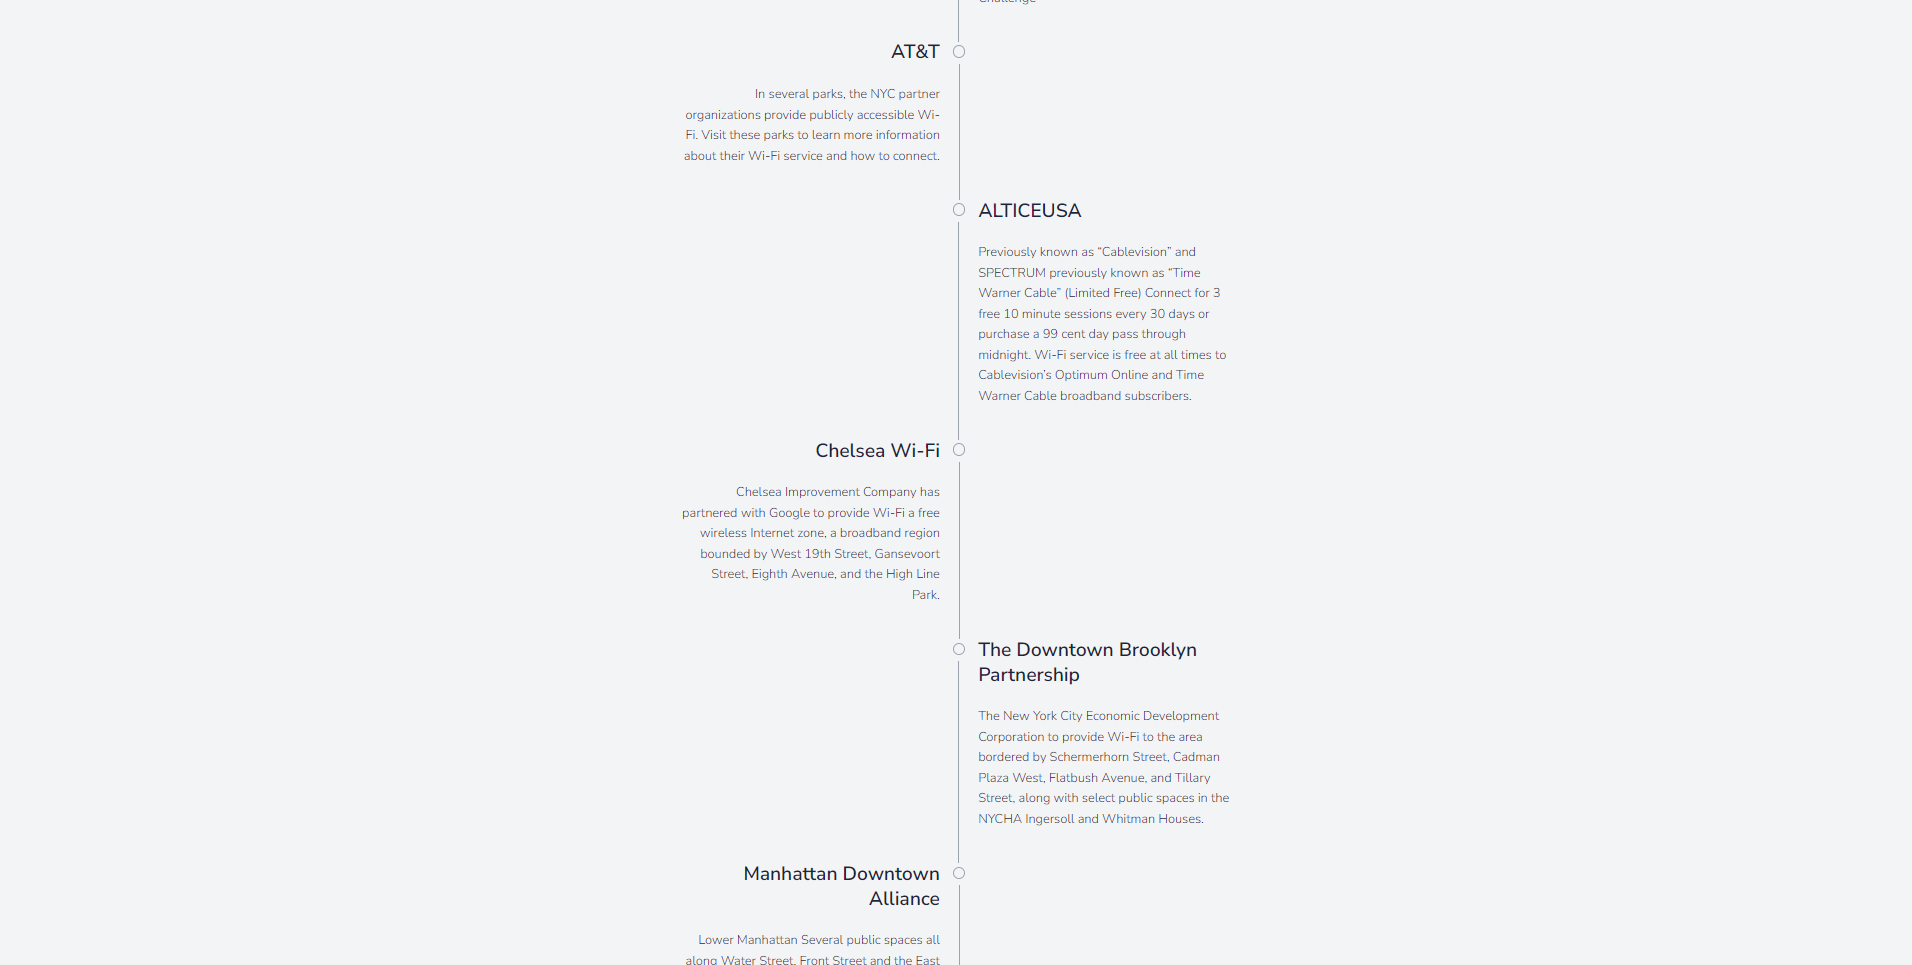 Challenge
AT&T
In several parks, the NYC partner
organizations provide publicly accessible Wi-
Fi. Visit these parks to learn more information
about their Wi-Fi service and how to connect.
ALTICEUSA
Previously known as “Cablevision” and
SPECTRUM previously known as “Time
Warner Cable” (Limited Free) Connect for 3
free 10 minute sessions every 30 days or
purchase a 99 cent day pass through
midnight. Wi-Fi service is free at all times to
Cablevision’s Optimum Online and Time
Warner Cable broadband subscribers.
Chelsea Wi-Fi
Chelsea Improvement Company has
partnered with Google to provide Wi-Fi a free
wireless Internet zone, a broadband region
bounded by West 19th Street, Gansevoort
Street, Eighth Avenue, and the High Line
Park.
The Downtown Brooklyn
Partnership
The New York City Economic Development
Corporation to provide Wi-Fi to the area
bordered by Schermerhorn Street, Cadman
Plaza West, Flatbush Avenue, and Tillary
Street, along with select public spaces in the
NYCHA Ingersoll and Whitman Houses.
Manhattan Downtown
Alliance
Lower Manhattan Several public spaces all
along Water Street, Front Street and the East